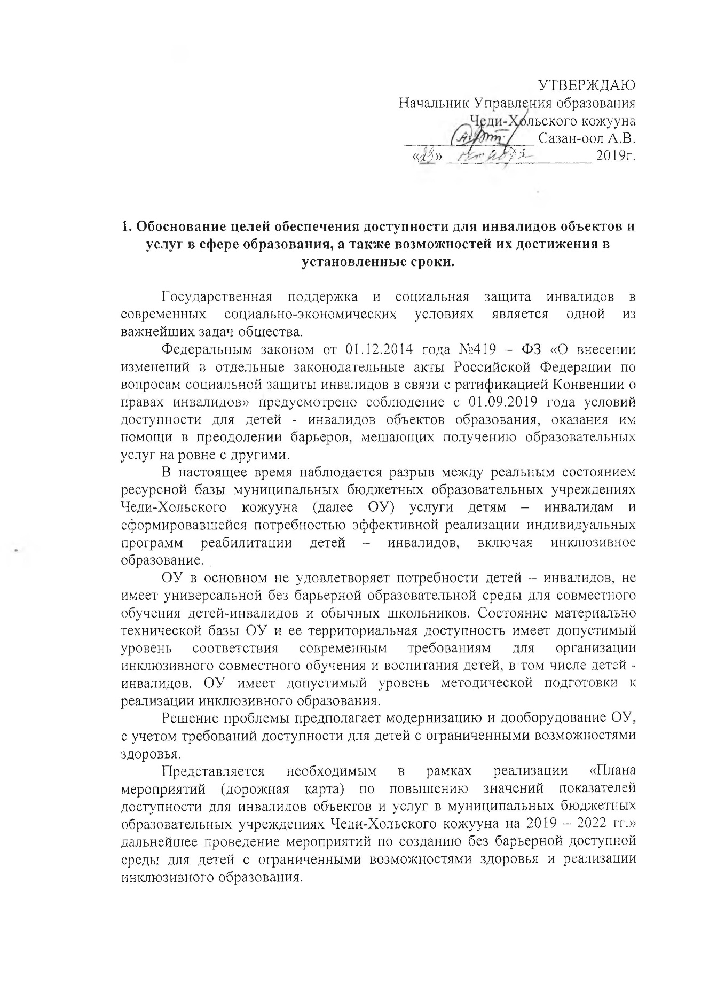 УТВЕРЖДАЮ
Начальник Управления образования
Чеди-Хольского кожууна
Сазан-оол А.В.
« » октября 2019г.
1. Обоснование целей обеспечения доступности для инвалидов объектов и
услуг в сфере образования, а также возможностей их достижения в
установленные сроки.
Государственная поддержка и социальная защита инвалидов в
современных социально-экономических условиях является одной из
важнейших задач общества.
Федеральным законом от 01.12.2014 года №419 – ФЗ «О внесении
изменений в отдельные законодательные акты Российской Федерации по
вопросам социальной защиты инвалидов в связи с ратификацией Конвенции о
правах инвалидов» предусмотрено соблюдение с 01.09.2019 года условий
доступности для детей - инвалидов объектов образования, оказания им
помощи в преодолении барьеров, мешающих получению образовательных
услуг на ровне с другими.
В настоящее время наблюдается разрыв между реальным состоянием
ресурсной базы муниципальных бюджетных образовательных учреждениях
Чеди-Хольского кожууна (далее ОУ) услуги детям – инвалидам и
сформировавшейся потребностью эффективной реализации индивидуальных
программ реабилитации детей – инвалидов, включая инклюзивное
образование.
ОУ в основном не удовлетворяет потребности детей – инвалидов, не
имеет универсальной без барьерной образовательной среды для совместного
обучения детей-инвалидов и обычных школьников. Состояние материально
технической базы ОУ и ее территориальная доступность имеет допустимый
уровень соответствия современным требованиям для организации
инклюзивного совместного обучения и воспитания детей, в том числе детей -
инвалидов. ОУ имеет допустимый уровень методической подготовки к
реализации инклюзивного образования.
Решение проблемы предполагает модернизацию и дооборудование ОУ,
с учетом требований доступности для детей с ограниченными возможностями
здоровья.
Представляется необходимым в рамках реализации «Плана
мероприятий (дорожная карта) по повышению значений показателей
доступности для инвалидов объектов и услуг в муниципальных бюджетных
образовательных учреждениях Чеди-Хольского кожууна на 2019 – 2022 гг.»
дальнейшее проведение мероприятий по созданию без барьерной доступной
среды для детей с ограниченными возможностями здоровья и реализации
инклюзивного образования.